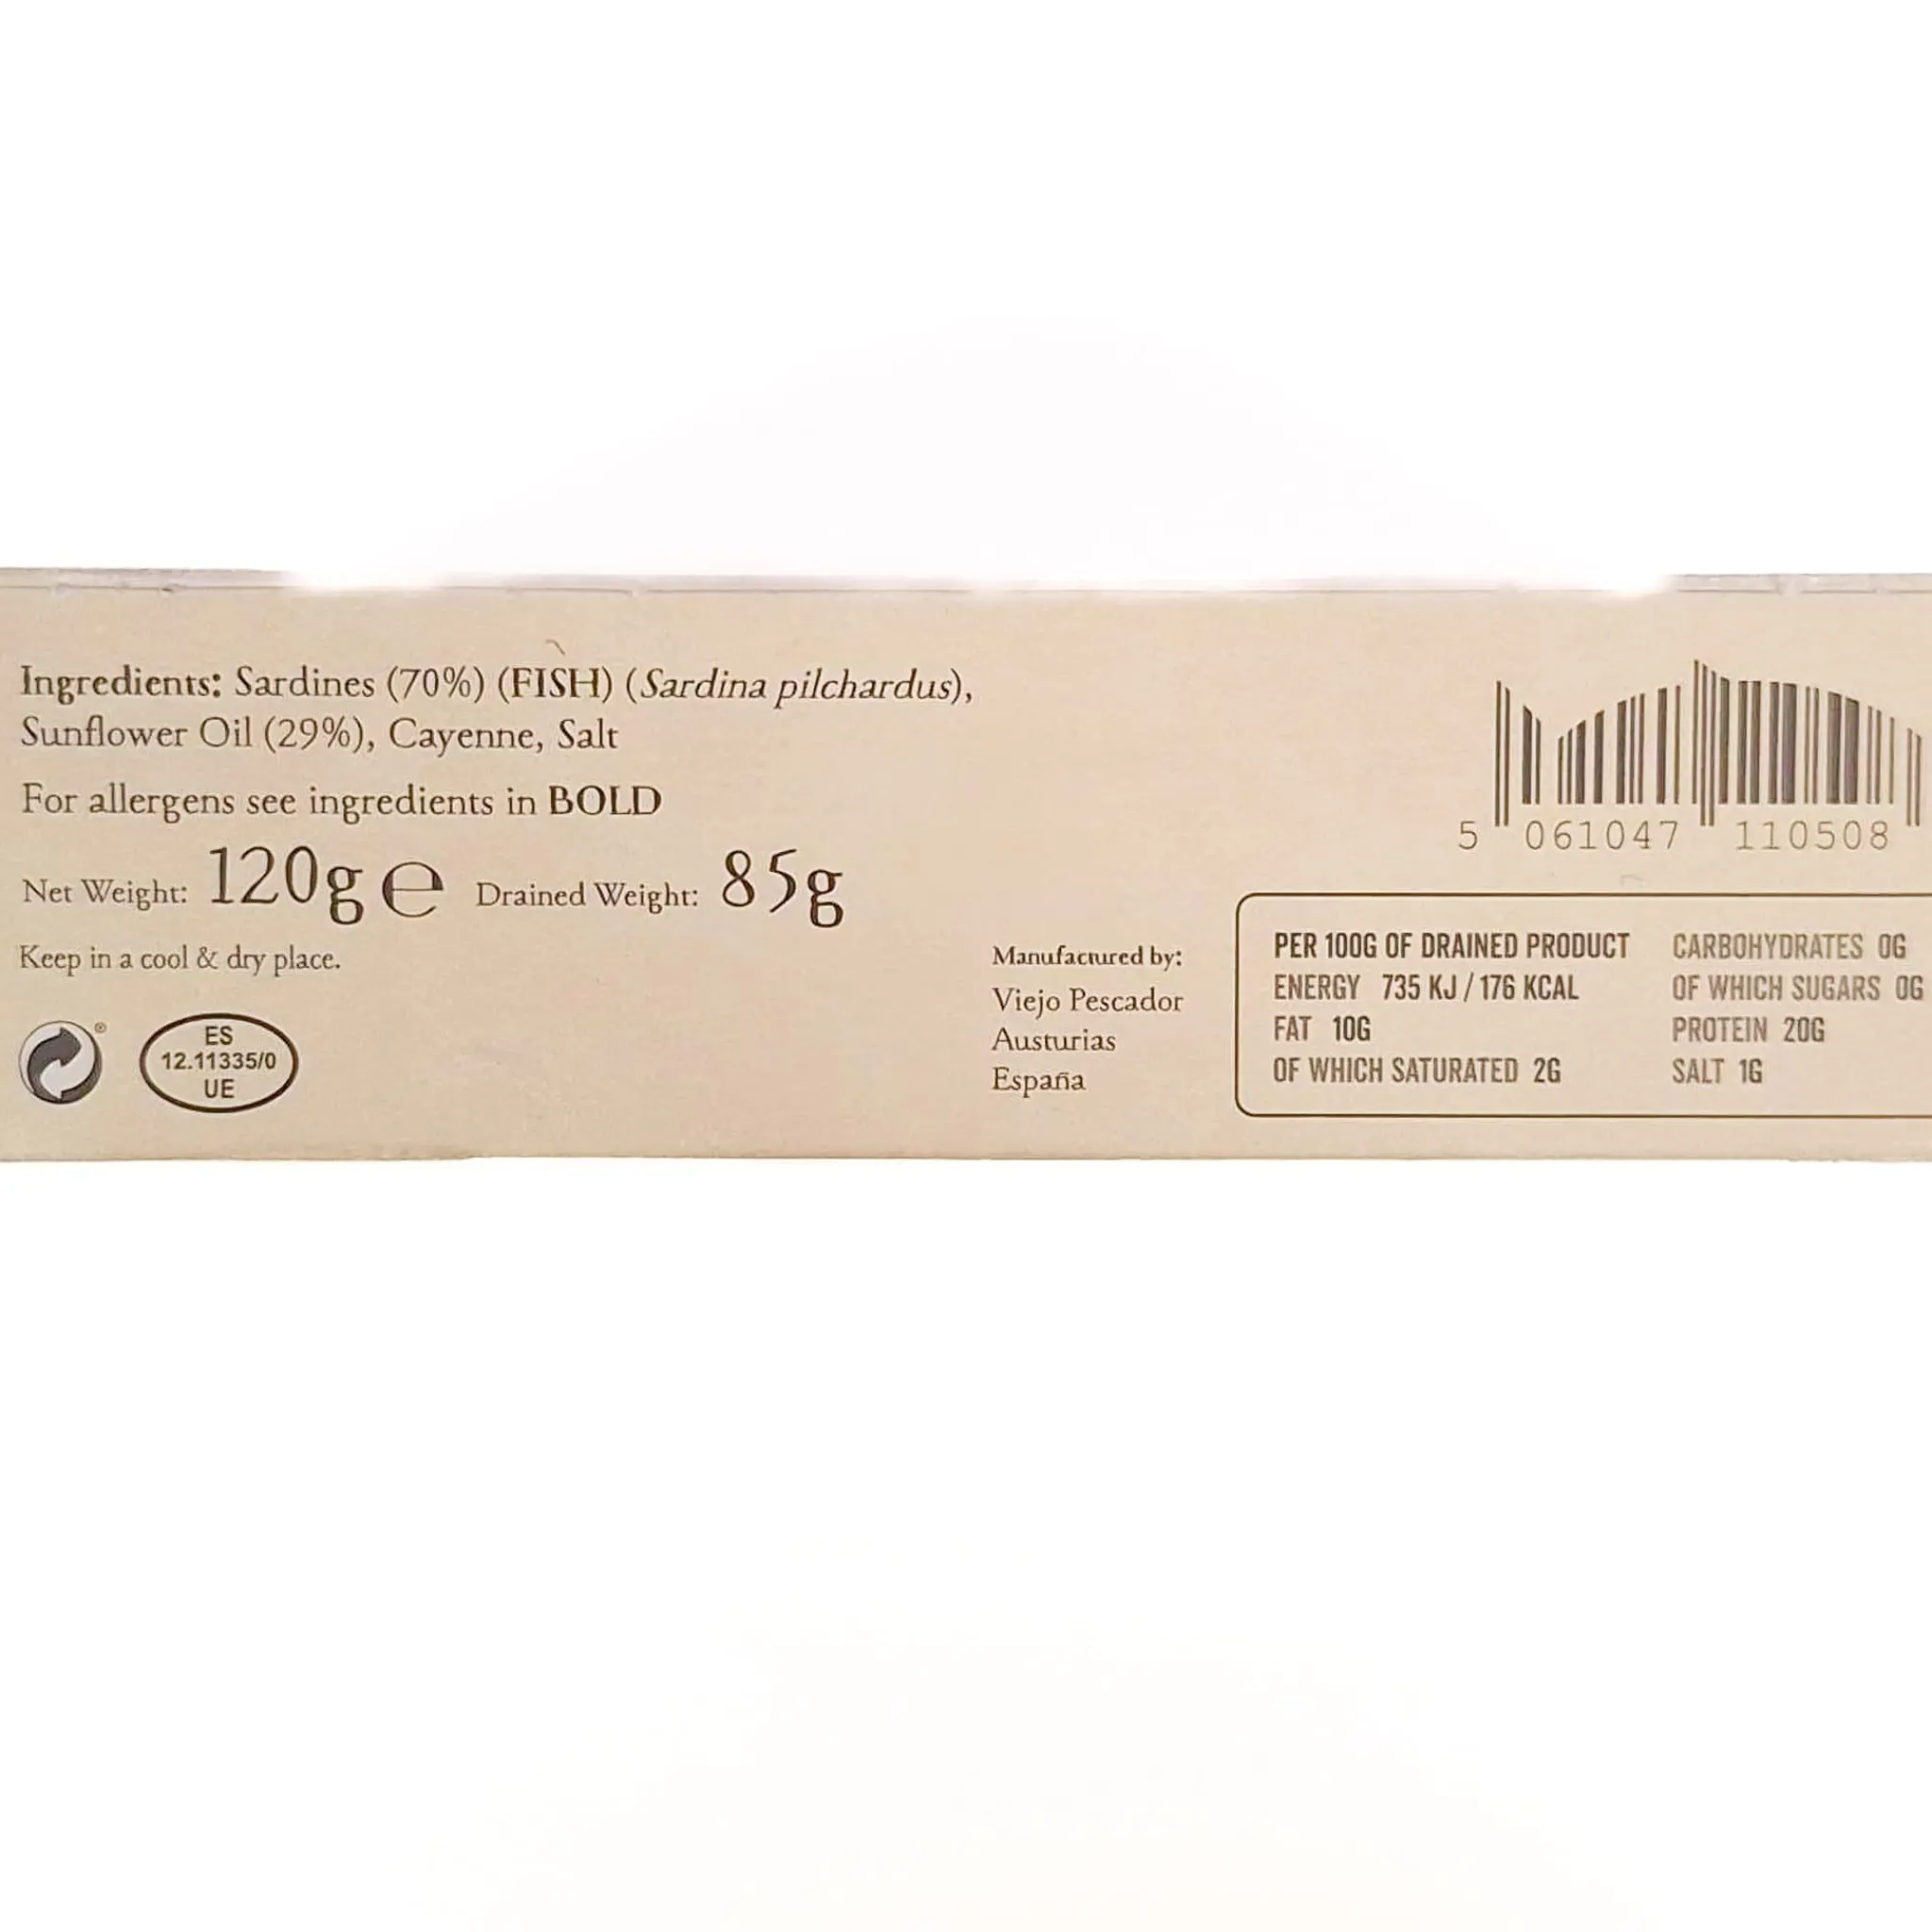 Ingredients: Sardines (70%) (FISH) (Sardina pilchardus),
Sunflower Oil (29%), Cayenne, Salt
For allergens see ingredients in BOLD
Net Weight: 120g ℮ Drained Weight: 85g
Keep in a cool & dry place.
®
ES
12.11335/0
UE
Manufactured by:
Viejo Pescador
Austurias
España
5 061047 110508
PER 100G OF DRAINED PRODUCT
ENERGY 735 KJ / 176 KCAL
FAT 10G
OF WHICH SATURATED 2G
CARBOHYDRATES 0G
OF WHICH SUGARS 0G
PROTEIN 20G
SALT 1G